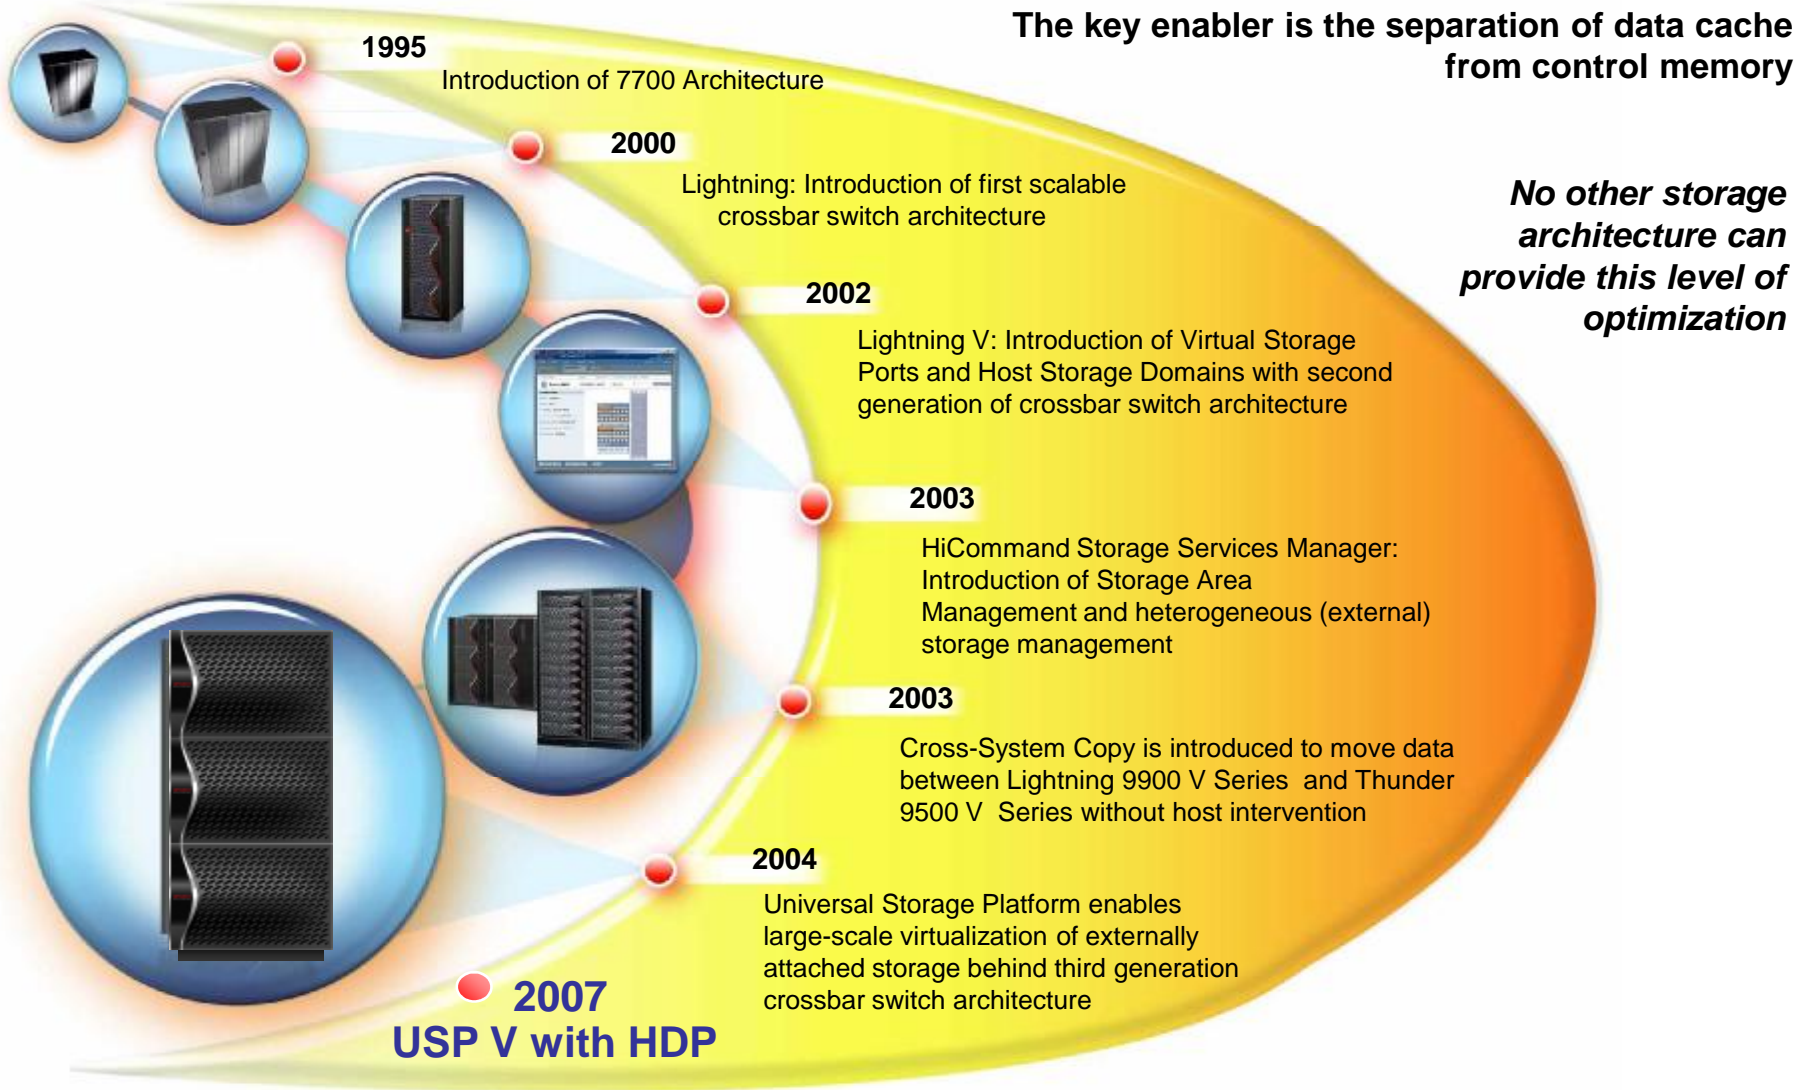 The key enabler is the separation of data cache
from control memory
No other storage
architecture can
provide this level of
optimization
1995
Introduction of 7700 Architecture
2000
Lightning: Introduction of first scalable
crossbar switch architecture
2002
Lightning V: Introduction of Virtual Storage
Ports and Host Storage Domains with second
generation of crossbar switch architecture
2003
HiCommand Storage Services Manager:
Introduction of Storage Area
Management and heterogeneous (external)
storage management
2003
Cross-System Copy is introduced to move data
between Lightning 9900 V Series and Thunder
9500 V Series without host intervention
2004
Universal Storage Platform enables
large-scale virtualization of externally
attached storage behind third generation
crossbar switch architecture
2007
USP V with HDP